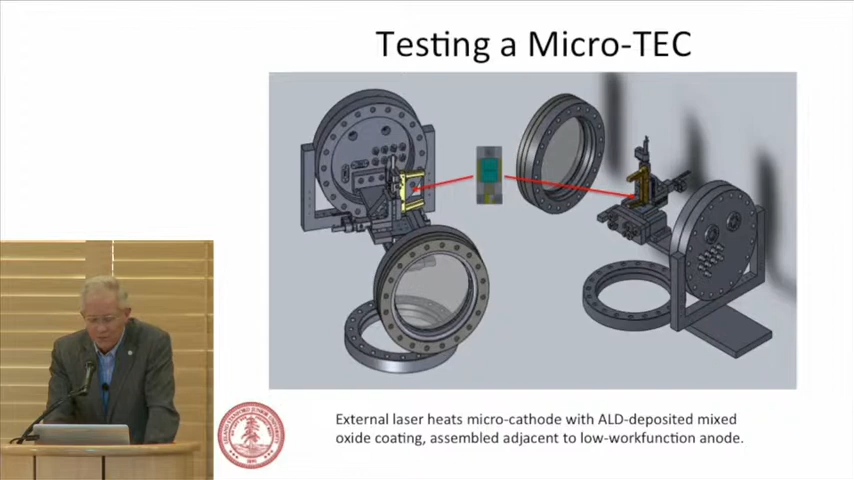 Testing a Micro-TEC
External laser heats micro-cathode with ALD-deposited mixed
oxide coating, assembled adjacent to low-workfunction anode.